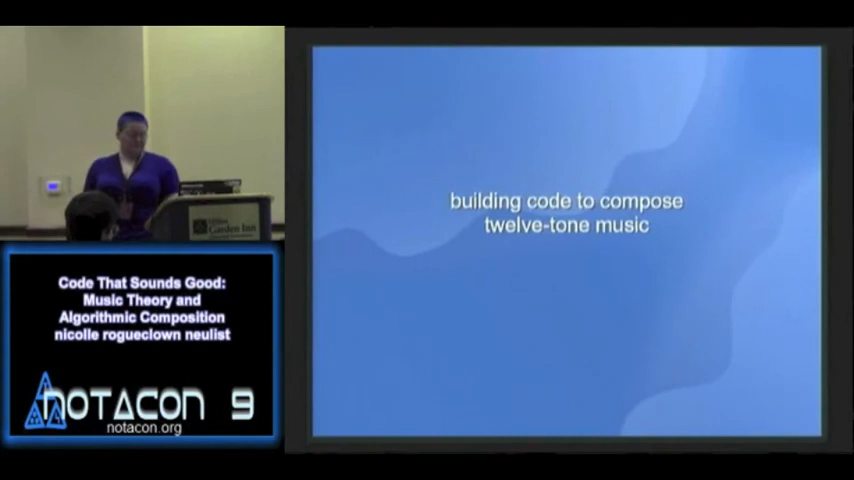 Hilton
Garden Inn
building code to compose
twelve-tone music
Code That Sounds Good:
Music Theory and
Algorithmic Composition
nicolle rogueclown neulist
NOTACON 9
notacon.org